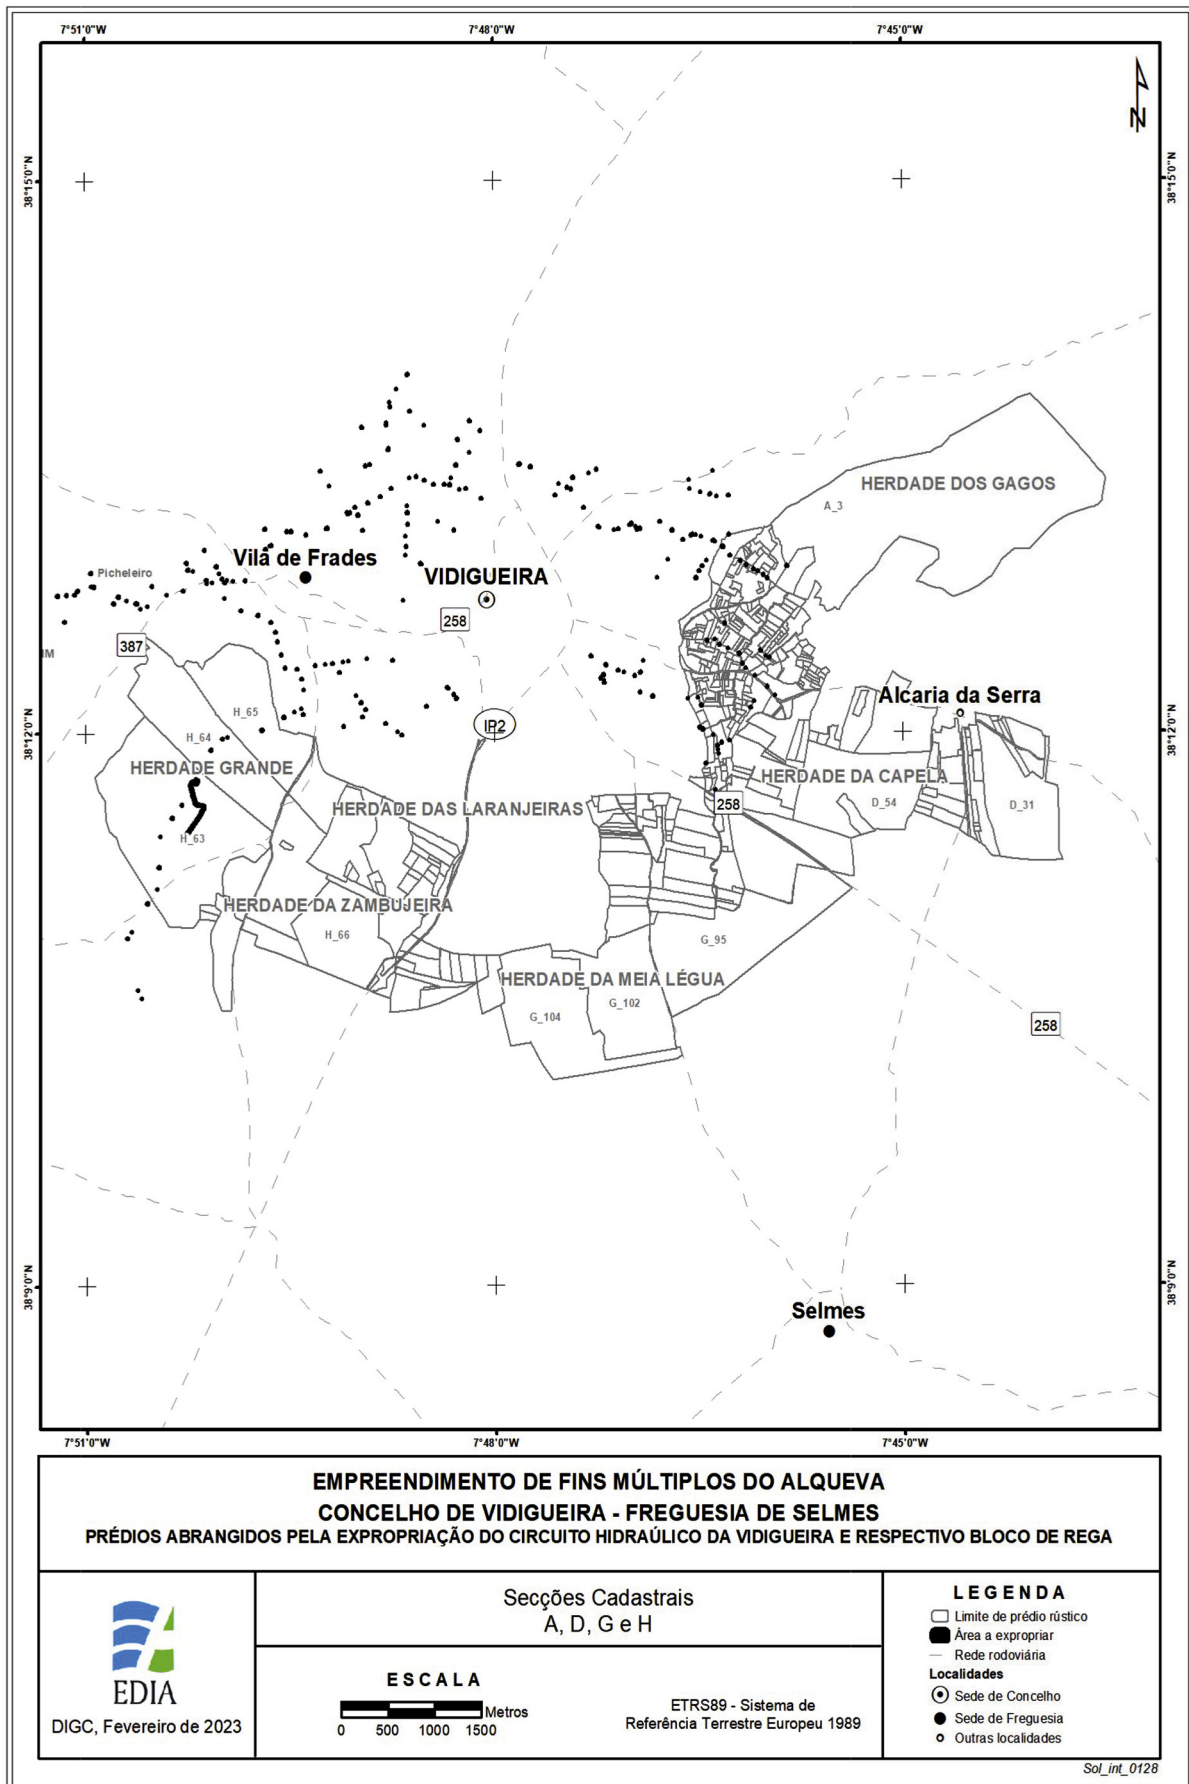 7°51'0"W
7°48'0"W
7°45'0"W
N
38°15'0"N
38°15'0"N
HERDADE DOS GAGOS
A_3
Vila de Frades
Picheleiro
VIDIGUEIRA
258
387
IM
Alcaria da Serra
H_65
IP2
H_64
38°12'0"N
38°12'0"N
HERDADE GRANDE
HERDADE DA CAPELA
HERDADE DAS LARANJEIRAS
258
D_54
D_31
H_63
HERDADE DA ZAMBUJEIRA
H_66
G_95
HERDADE DA MEIA LÉGUA
G_102
G_104
258
38°9'0"N
38°9'0"N
Selmes
7°51'0"W
7°48'0"W
7°45'0"W
EMPREENDIMENTO DE FINS MÚLTIPLOS DO ALQUEVA
CONCELHO DE VIDIGUEIRA - FREGUESIA DE SELMES
PRÉDIOS ABRANGIDOS PELA EXPROPRIAÇÃO DO CIRCUITO HIDRAÚLICO DA VIDIGUEIRA E RESPECTIVO BLOCO DE REGA
EDIA
DIGC, Fevereiro de 2023
Secções Cadastrais
A, D, G e H
ESCALA
Metros
0 500 1000 1500
ETRS89 - Sistema de
Referência Terrestre Europeu 1989
LEGENDA
Limite de prédio rústico
Área a expropriar
Rede rodoviária
Localidades
Sede de Concelho
Sede de Freguesia
Outras localidades
Sol_int_0128